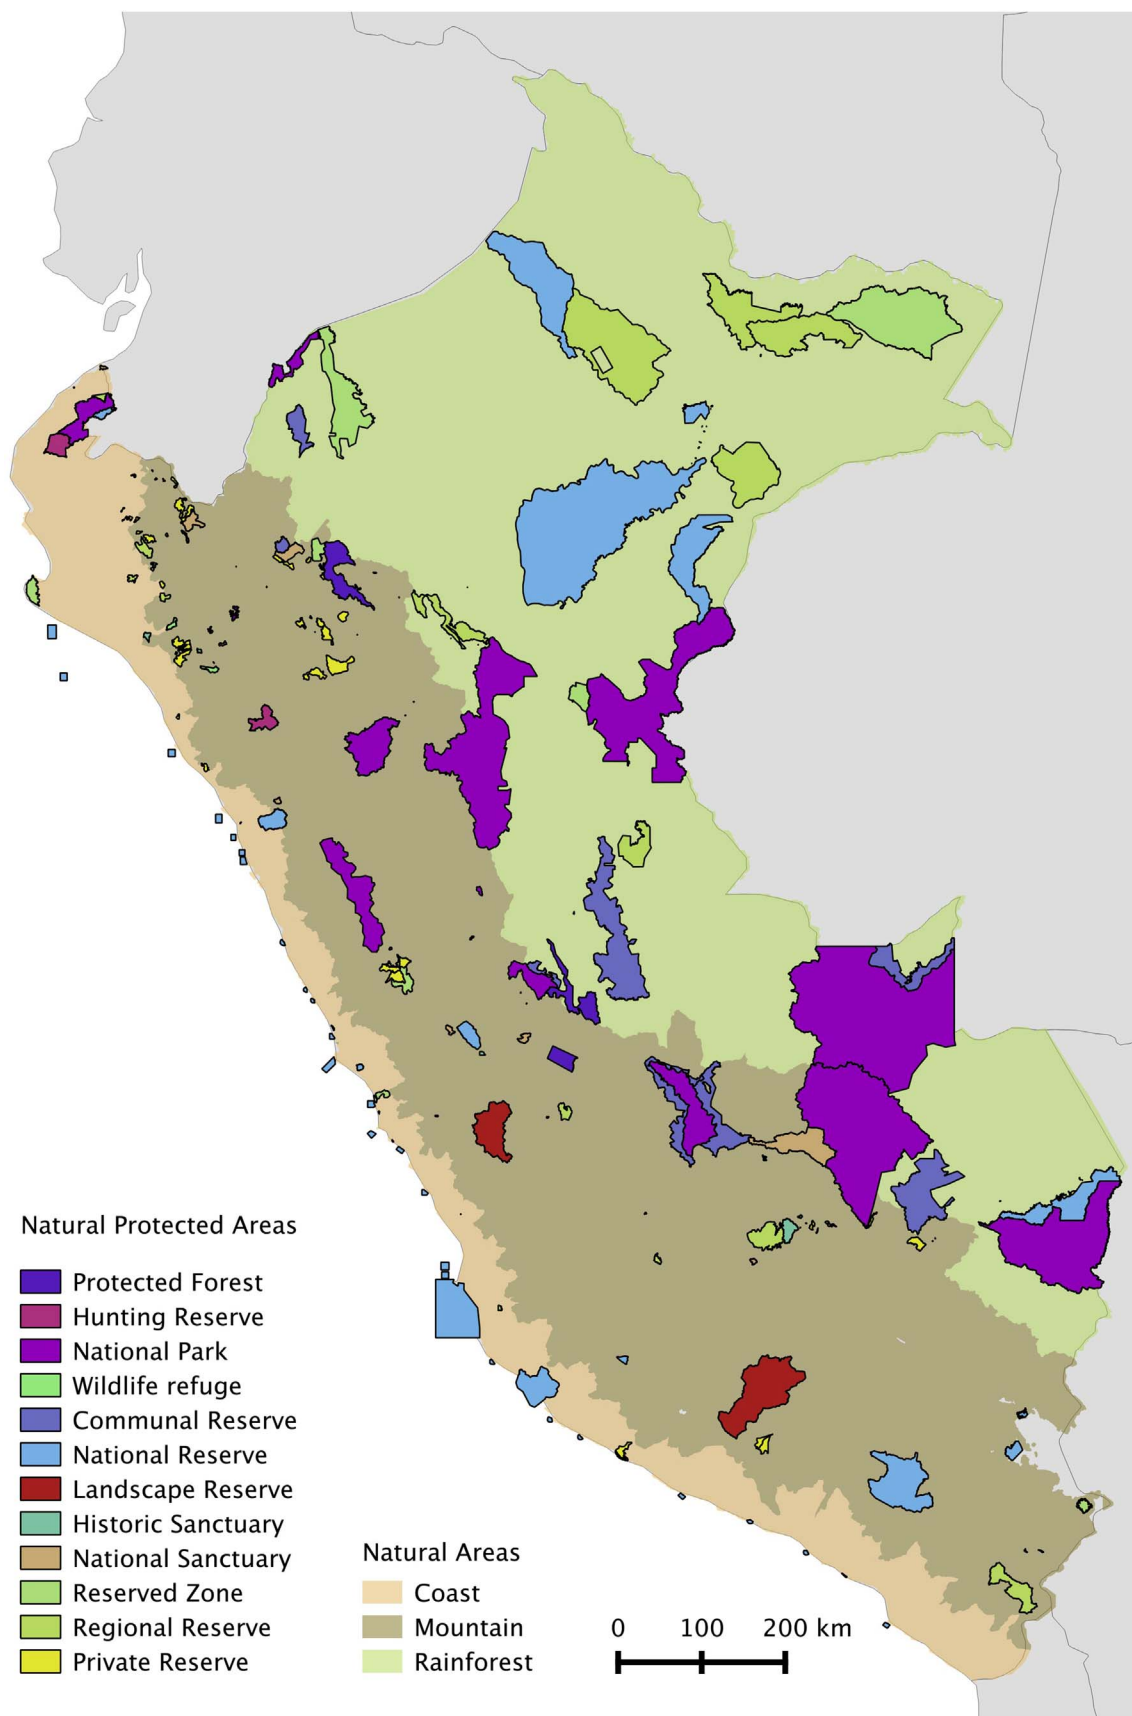 Natural Protected Areas
Protected Forest
Hunting Reserve
National Park
Wildlife refuge
Communal Reserve
National Reserve
Landscape Reserve
Historic Sanctuary
National Sanctuary
Reserved Zone
Regional Reserve
Private Reserve
Natural Areas
Coast
Mountain
Rainforest
0 100 200 km